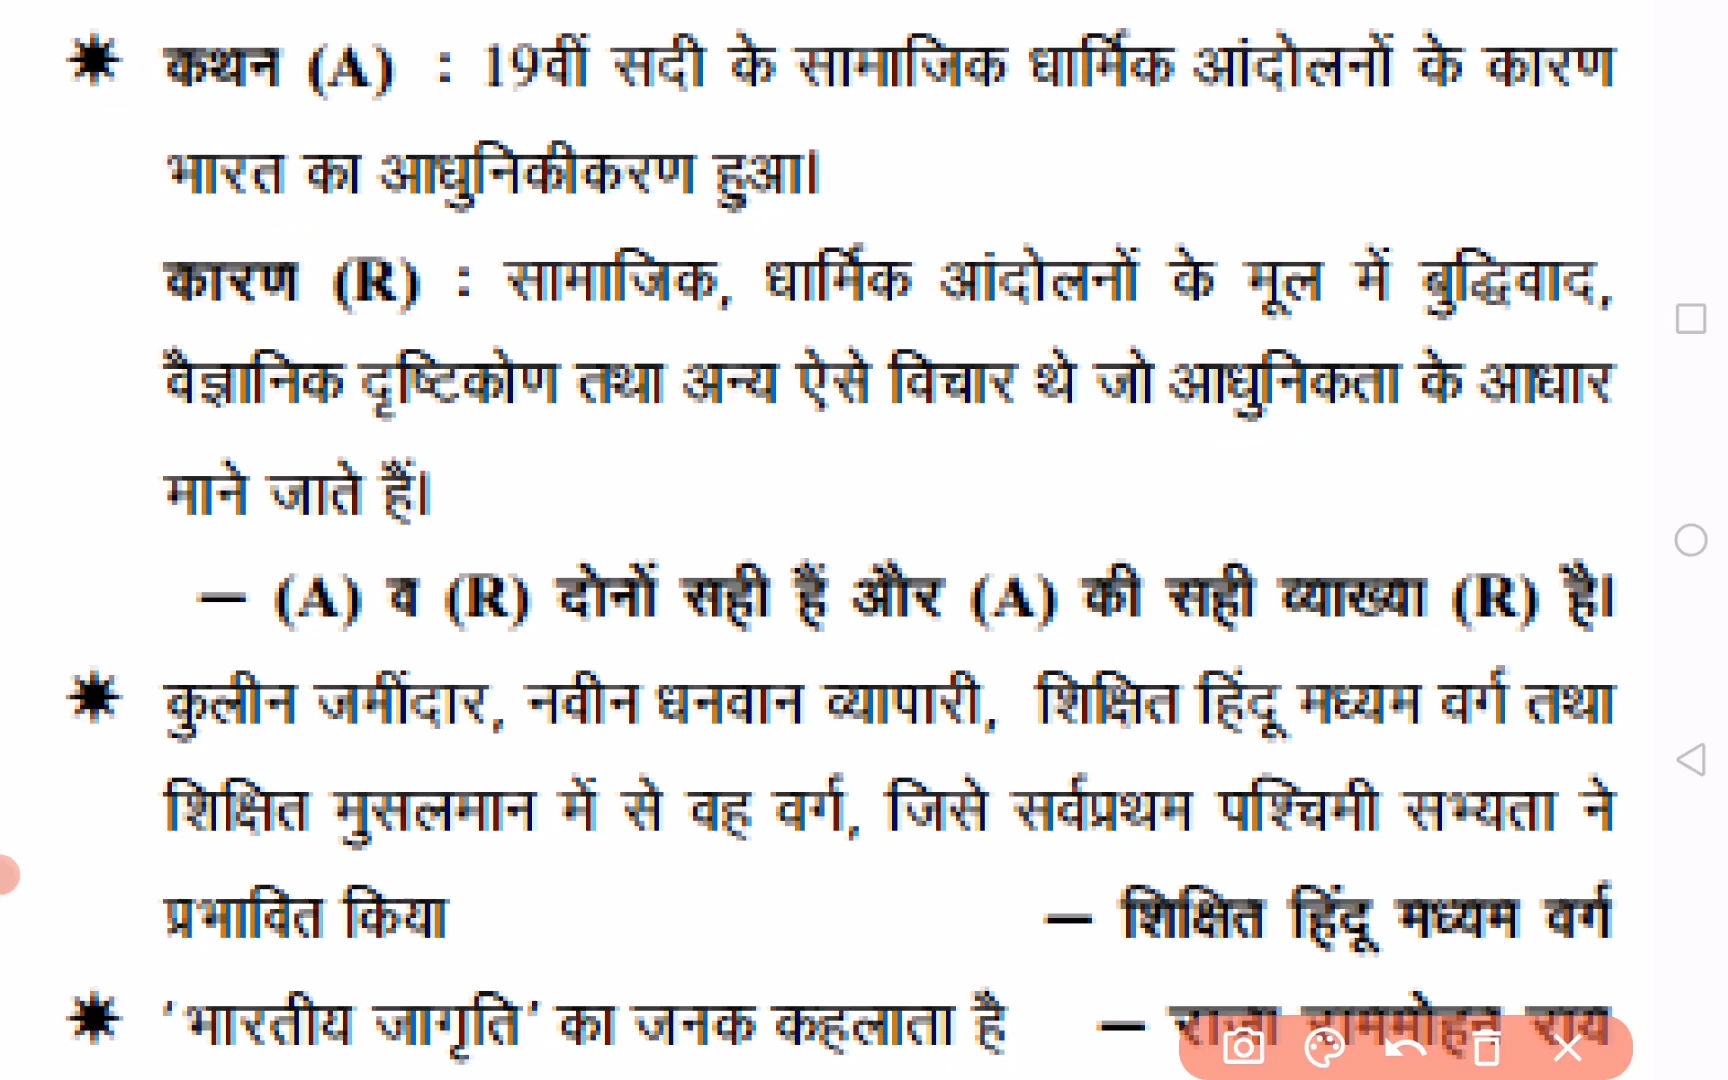 ✷ कथन (A) : 19वीं सदी के सामाजिक धार्मिक आंदोलनों के कारण
भारत का आधुनिकीकरण हुआ।
कारण (R) : सामाजिक, धार्मिक आंदोलनों के मूल में बुद्धिवाद,
वैज्ञानिक दृष्टिकोण तथा अन्य ऐसे विचार थे जो आधुनिकता के आधार
माने जाते हैं।
– (A) व (R) दोनों सही हैं और (A) की सही व्याख्या (R) है।
✷ कुलीन जमींदार, नवीन धनवान व्यापारी, शिक्षित हिंदू मध्यम वर्ग तथा
शिक्षित मुसलमान में से वह वर्ग, जिसे सर्वप्रथम पश्चिमी सभ्यता ने
प्रभावित किया – शिक्षित हिंदू मध्यम वर्ग
✷ ‘भारतीय जागृति’ का जनक कहलाता है – राजा राममोहन राय